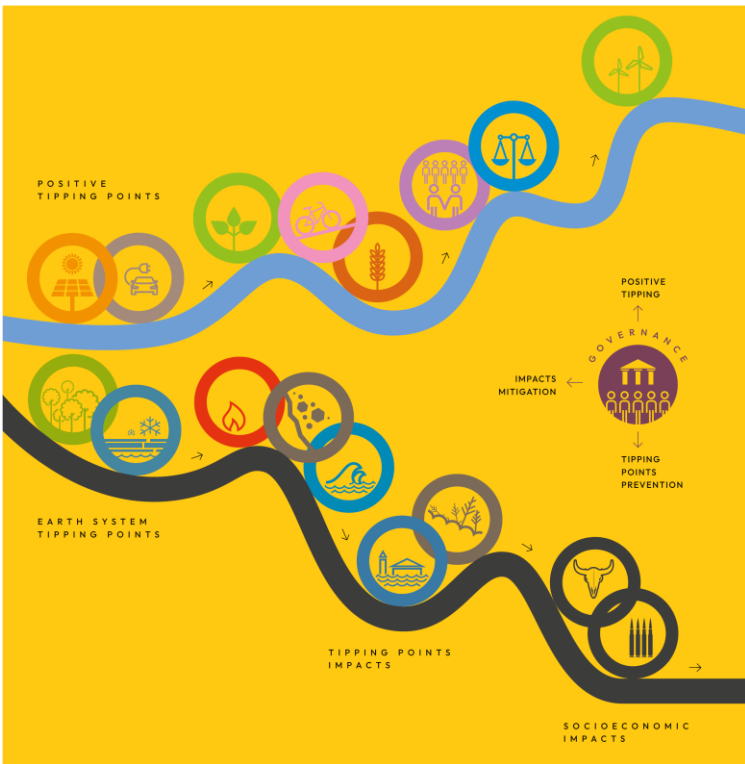 POSITIVE
TIPPING POINTS
POSITIVE
TIPPING
GOVERNANCE
IMPACTS
MITIGATION
TIPPING
POINTS
PREVENTION
EARTH SYSTEM
TIPPING POINTS
TIPPING POINTS
IMPACTS
SOCIOECONOMIC
IMPACTS